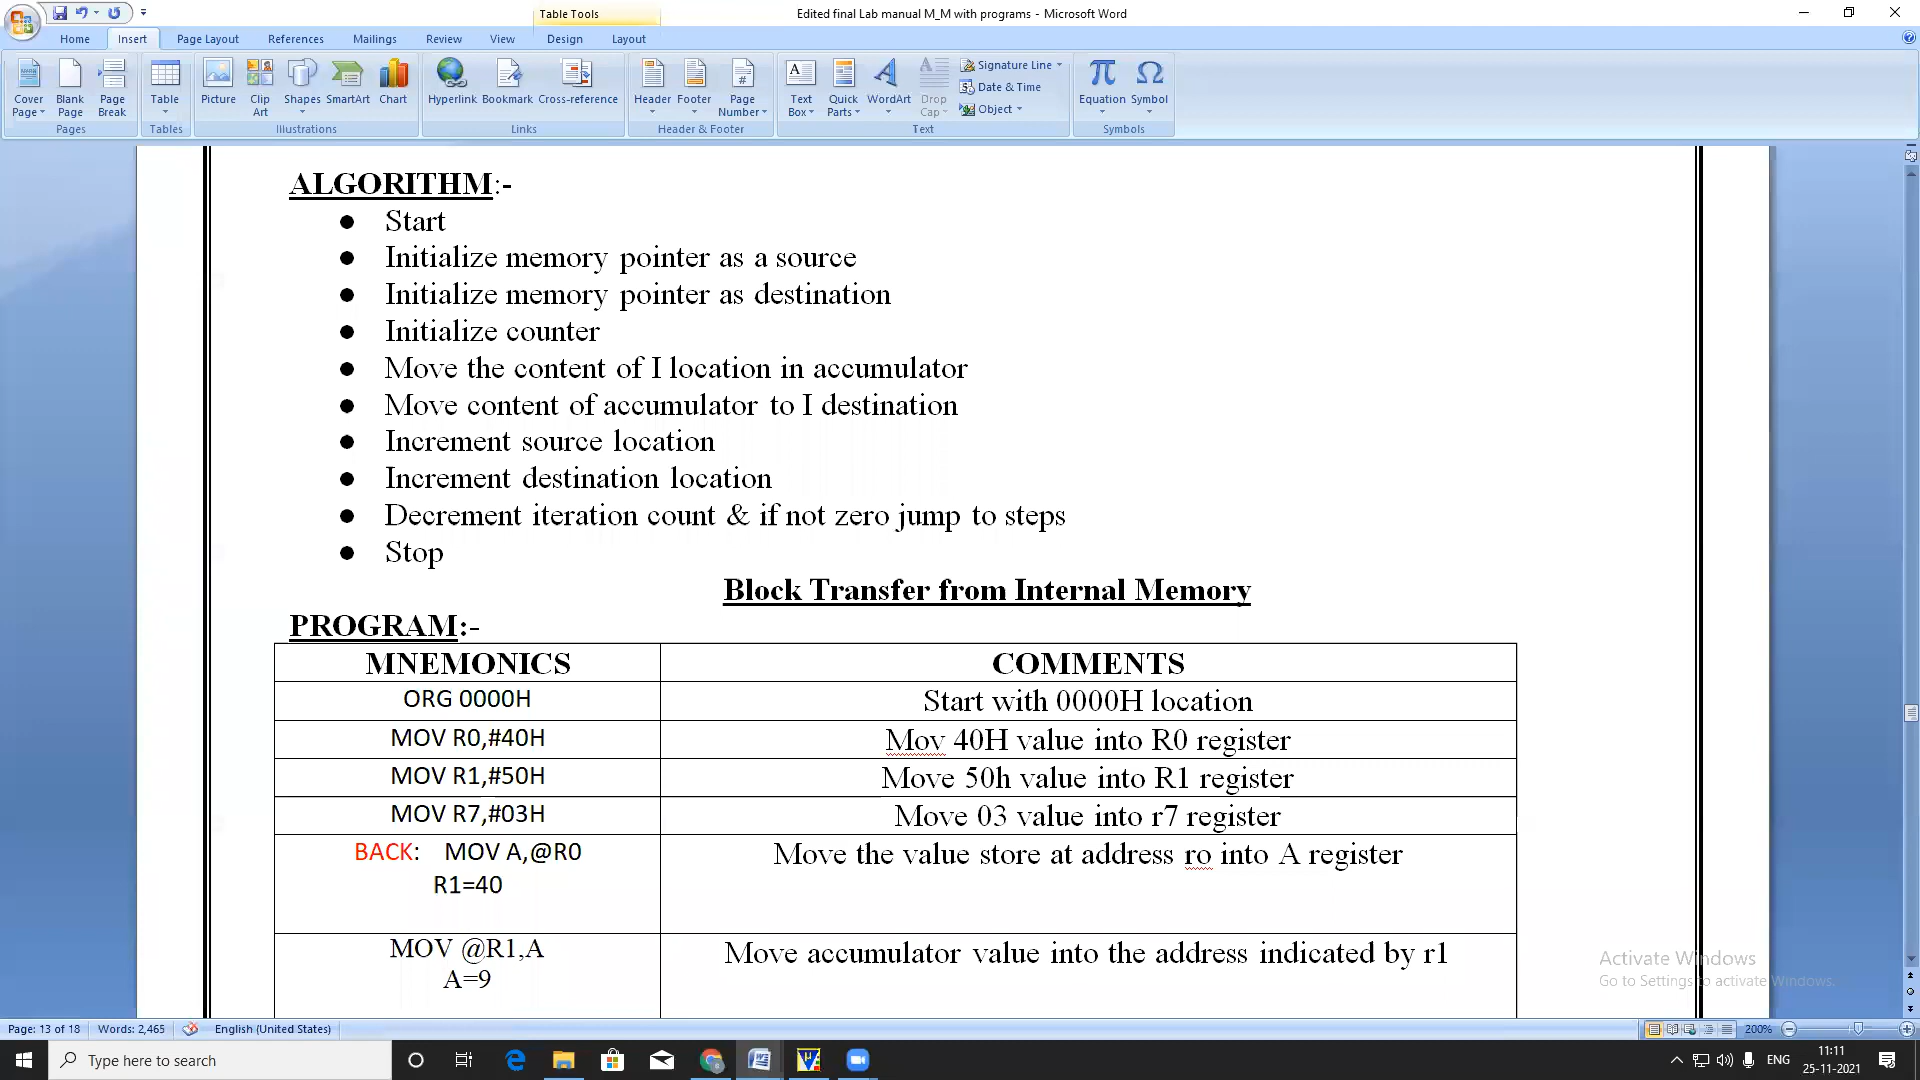 Table Tools
Edited final Lab manual M_M with programs - Microsoft Word
Home Insert Page Layout References Mailings Review View Design Layout
Cover Page
Blank Page
Page Break
Table
Picture
Clip Art
Shapes
SmartArt
Chart
Hyperlink
Bookmark
Cross-reference
Header
Footer
Page Number
Text Box
Quick Parts
WordArt
Drop Cap
Signature Line
Date & Time
Object
Equation
Symbol
Pages Tables Illustrations Links Header & Footer Text Symbols
ALGORITHM:-
● Start
● Initialize memory pointer as a source
● Initialize memory pointer as destination
● Initialize counter
● Move the content of I location in accumulator
● Move content of accumulator to I destination
● Increment source location
● Increment destination location
● Decrement iteration count & if not zero jump to steps
● Stop
Block Transfer from Internal Memory
PROGRAM:-
MNEMONICS COMMENTS
ORG 0000H Start with 0000H location
MOV R0,#40H Mov 40H value into R0 register
MOV R1,#50H Move 50h value into R1 register
MOV R7,#03H Move 03 value into r7 register
BACK: MOV A,@R0 Move the value store at address ro into A register
R1=40
MOV @R1,A Move accumulator value into the address indicated by r1
A=9
Activate Windows
Go to Settings to activate Windows.
Page: 13 of 18 Words: 2,465 English (United States) 200%
Type here to search
ENG
11:11
25-11-2021